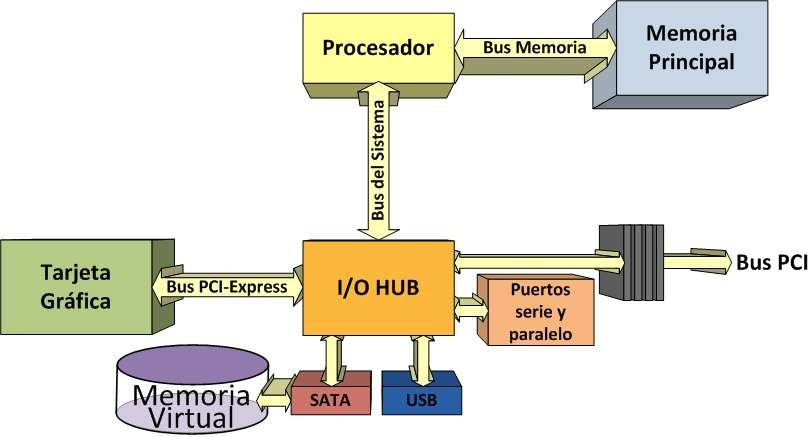 Procesador
Bus Memoria
Memoria
Principal
Bus del Sistema
Tarjeta
Gráfica
Bus PCI-Express
I/O HUB
Bus PCI
Puertos
serie y
paralelo
Memoria
Virtual
SATA
USB